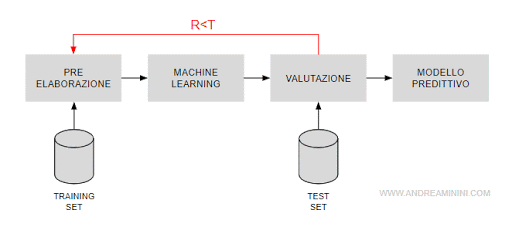 R<T
PRE
ELABORAZIONE
MACHINE
LEARNING
VALUTAZIONE
MODELLO
PREDITTIVO
TRAINING
SET
TEST
SET
WWW.ANDREAMININI.COM